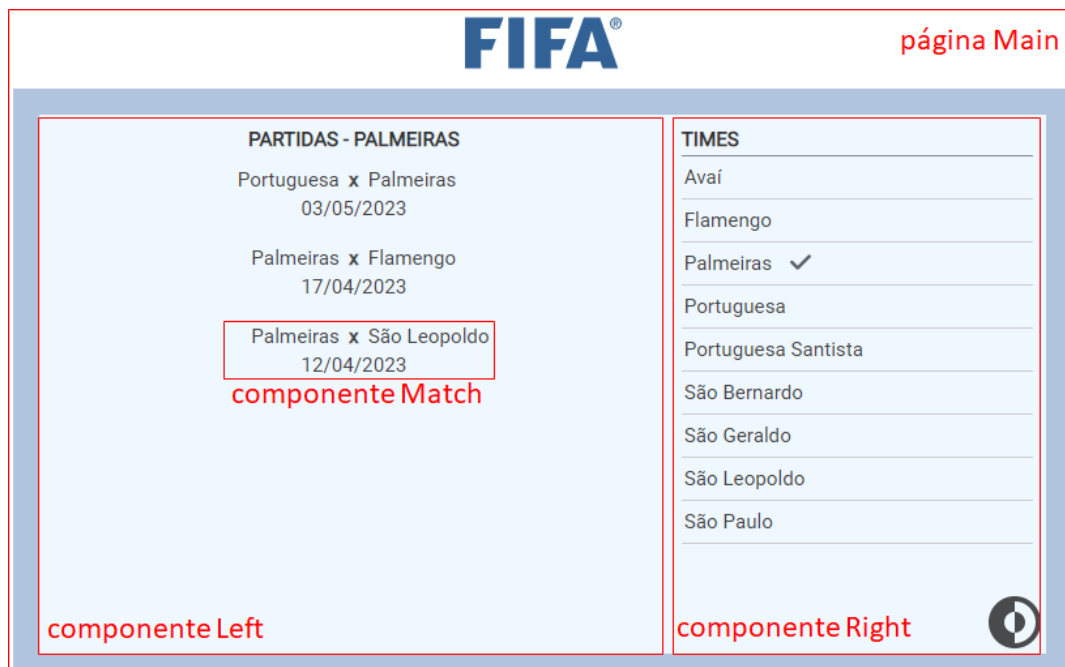 FIFA®
página Main
PARTIDAS - PALMEIRAS
Portuguesa x Palmeiras
03/05/2023
Palmeiras x Flamengo
17/04/2023
Palmeiras x São Leopoldo
12/04/2023
componente Match
componente Left
TIMES
Avaí
Flamengo
Palmeiras
Portuguesa
Portuguesa Santista
São Bernardo
São Geraldo
São Leopoldo
São Paulo
componente Right